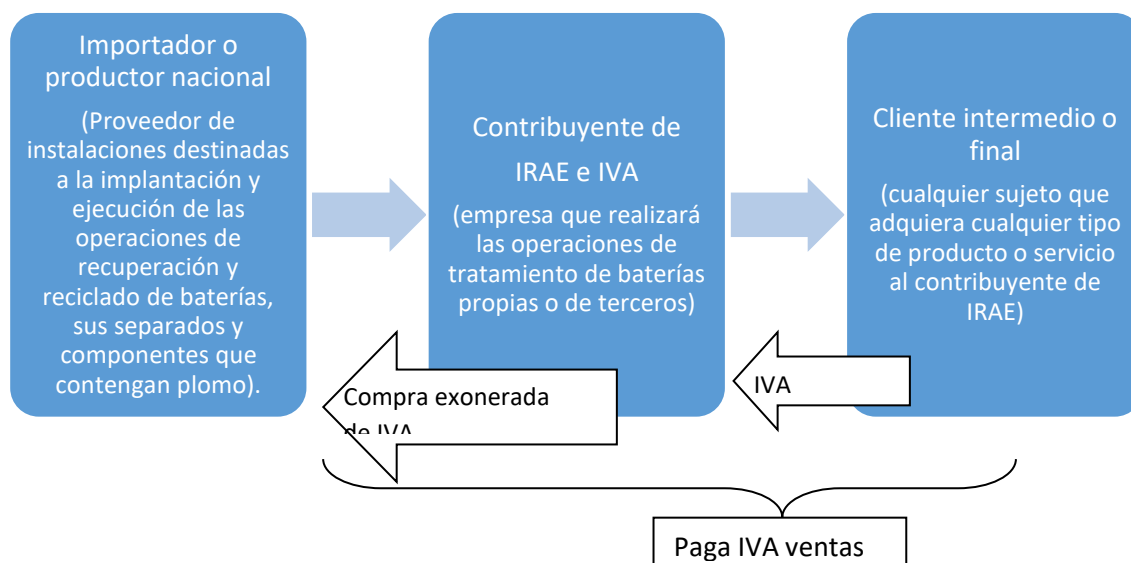 Importador o
productor nacional
(Proveedor de
instalaciones destinadas
a la implantación y
ejecución de las
operaciones de
recuperación y
reciclado de baterías,
sus separados y
componentes que
contengan plomo).
Contribuyente de
IRAE e IVA
(empresa que realizará
las operaciones de
tratamiento de baterías
propias o de terceros)
Cliente intermedio o
final
(cualquier sujeto que
adquiera cualquier tipo
de producto o servicio
al contribuyente de
IRAE)
Compra exonerada
de IVA
IVA
Paga IVA ventas